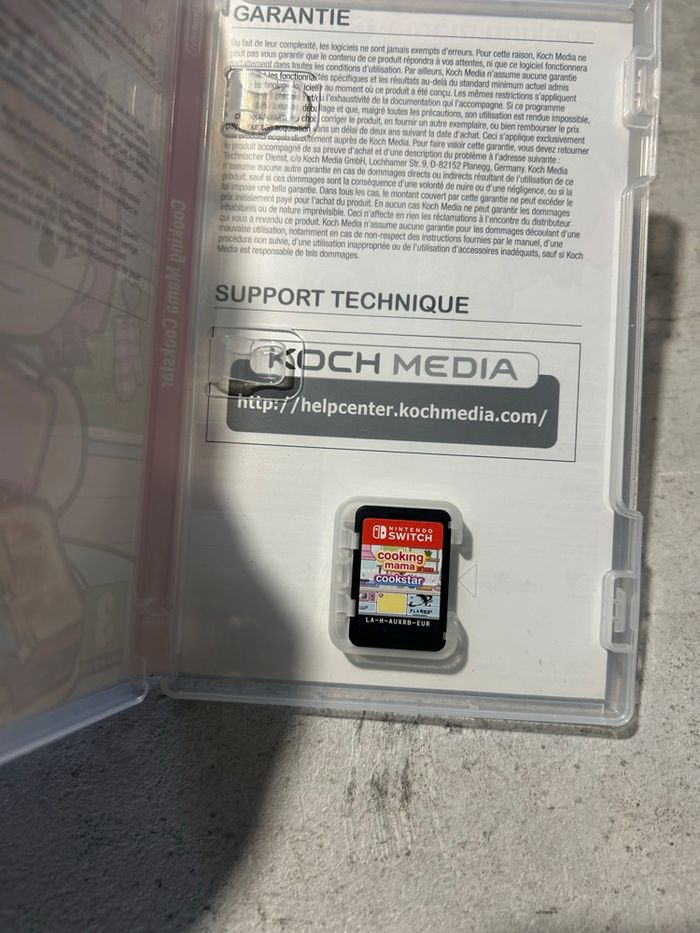 GARANTIE
Du fait de leur complexité, les logiciels ne sont jamais exempts d'erreurs. Pour cette raison, Koch Media ne
peut pas vous garantir que le contenu de ce produit répondra à vos attentes, ni que ce logiciel fonctionnera
parfaitement dans toutes les conditions d'utilisation. Par ailleurs, Koch Media n'assume aucune garantie
les fonctionnalités spécifiques et les résultats au-delà du standard minimum actuel admis
au moment où ce produit a été conçu. Les mêmes restrictions s'appliquent
l'exhaustivité de la documentation qui l'accompagne. Si ce programme
et que, malgré toutes les précautions, son utilisation est rendue impossible,
corriger le produit, en fournir un autre exemplaire, ou bien rembourser le prix
pour son acquisition dans un délai de deux ans suivant la date d'achat. Ceci s'applique exclusivement
aux produits acquis directement auprès de Koch Media. Pour faire valoir cette garantie, vous devez retourner
le produit accompagné de sa preuve d'achat et d'une description du problème à l'adresse suivante :
Technischer Dienst, c/o Koch Media GmbH, Lochhamer Str. 9, D-82152 Planegg, Germany. Koch Media
n'assume aucune autre garantie en cas de dommages directs ou indirects résultant de l'utilisation de ce
produit, sauf si ces dommages sont la conséquence d'une volonté de nuire ou d'une négligence, ou si la
loi impose une telle garantie. Dans tous les cas, le montant couvert par cette garantie ne peut excéder le
prix initialement payé pour l'achat du produit. En aucun cas Koch Media ne peut garantir les dommages
inhabituels ou de nature imprévisible. Ceci n'affecte en rien les réclamations à l'encontre du distributeur
qui vous a revendu ce produit. Koch Media n'assume aucune garantie pour les dommages découlant d'une
mauvaise utilisation, notamment en cas de non-respect des instructions fournies par le manuel, d'une
procédure non suivie, d'une utilisation inappropriée ou de l'utilisation d'accessoires inadéquats, sauf si Koch
Media est responsable de tels dommages.
SUPPORT TECHNIQUE
KOCH MEDIA
http://helpcenter.kochmedia.com/
Cooking Mama Cookstar
NINTENDO
SWITCH
cooking
mama
cookstar
PLANETS
LA-H-AUXRB-EUR